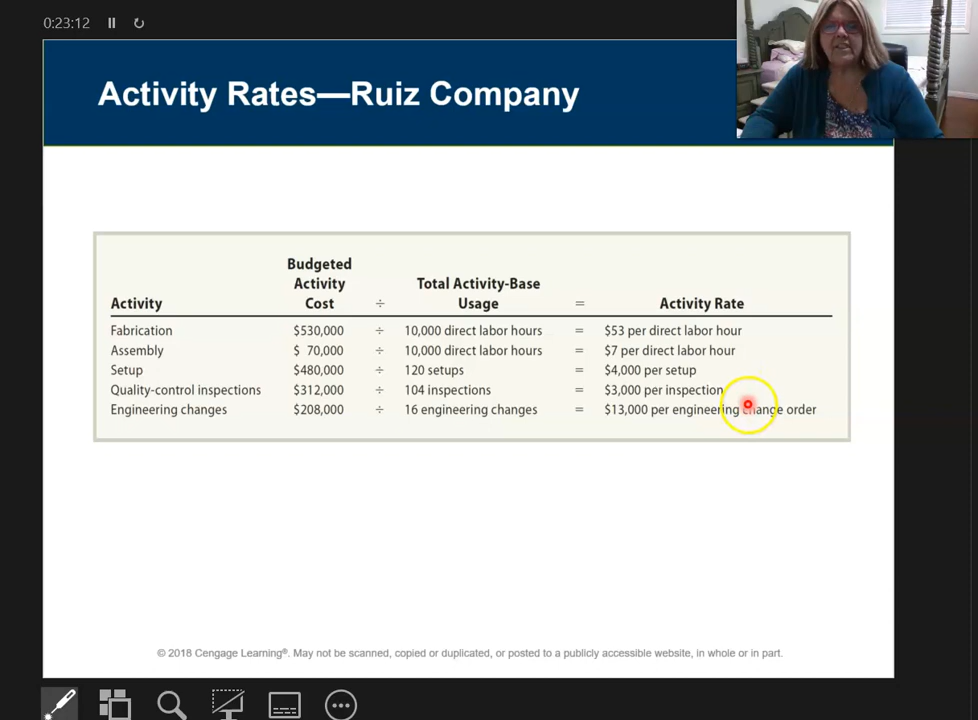 0:23:12
Activity Rates—Ruiz Company
Budgeted
Activity Total Activity-Base
Activity Cost ÷ Usage = Activity Rate
Fabrication $530,000 ÷ 10,000 direct labor hours = $53 per direct labor hour
Assembly $ 70,000 ÷ 10,000 direct labor hours = $7 per direct labor hour
Setup $480,000 ÷ 120 setups = $4,000 per setup
Quality-control inspections $312,000 ÷ 104 inspections = $3,000 per inspection
Engineering changes $208,000 ÷ 16 engineering changes = $13,000 per engineering change order
© 2018 Cengage Learning®. May not be scanned, copied or duplicated, or posted to a publicly accessible website, in whole or in part.